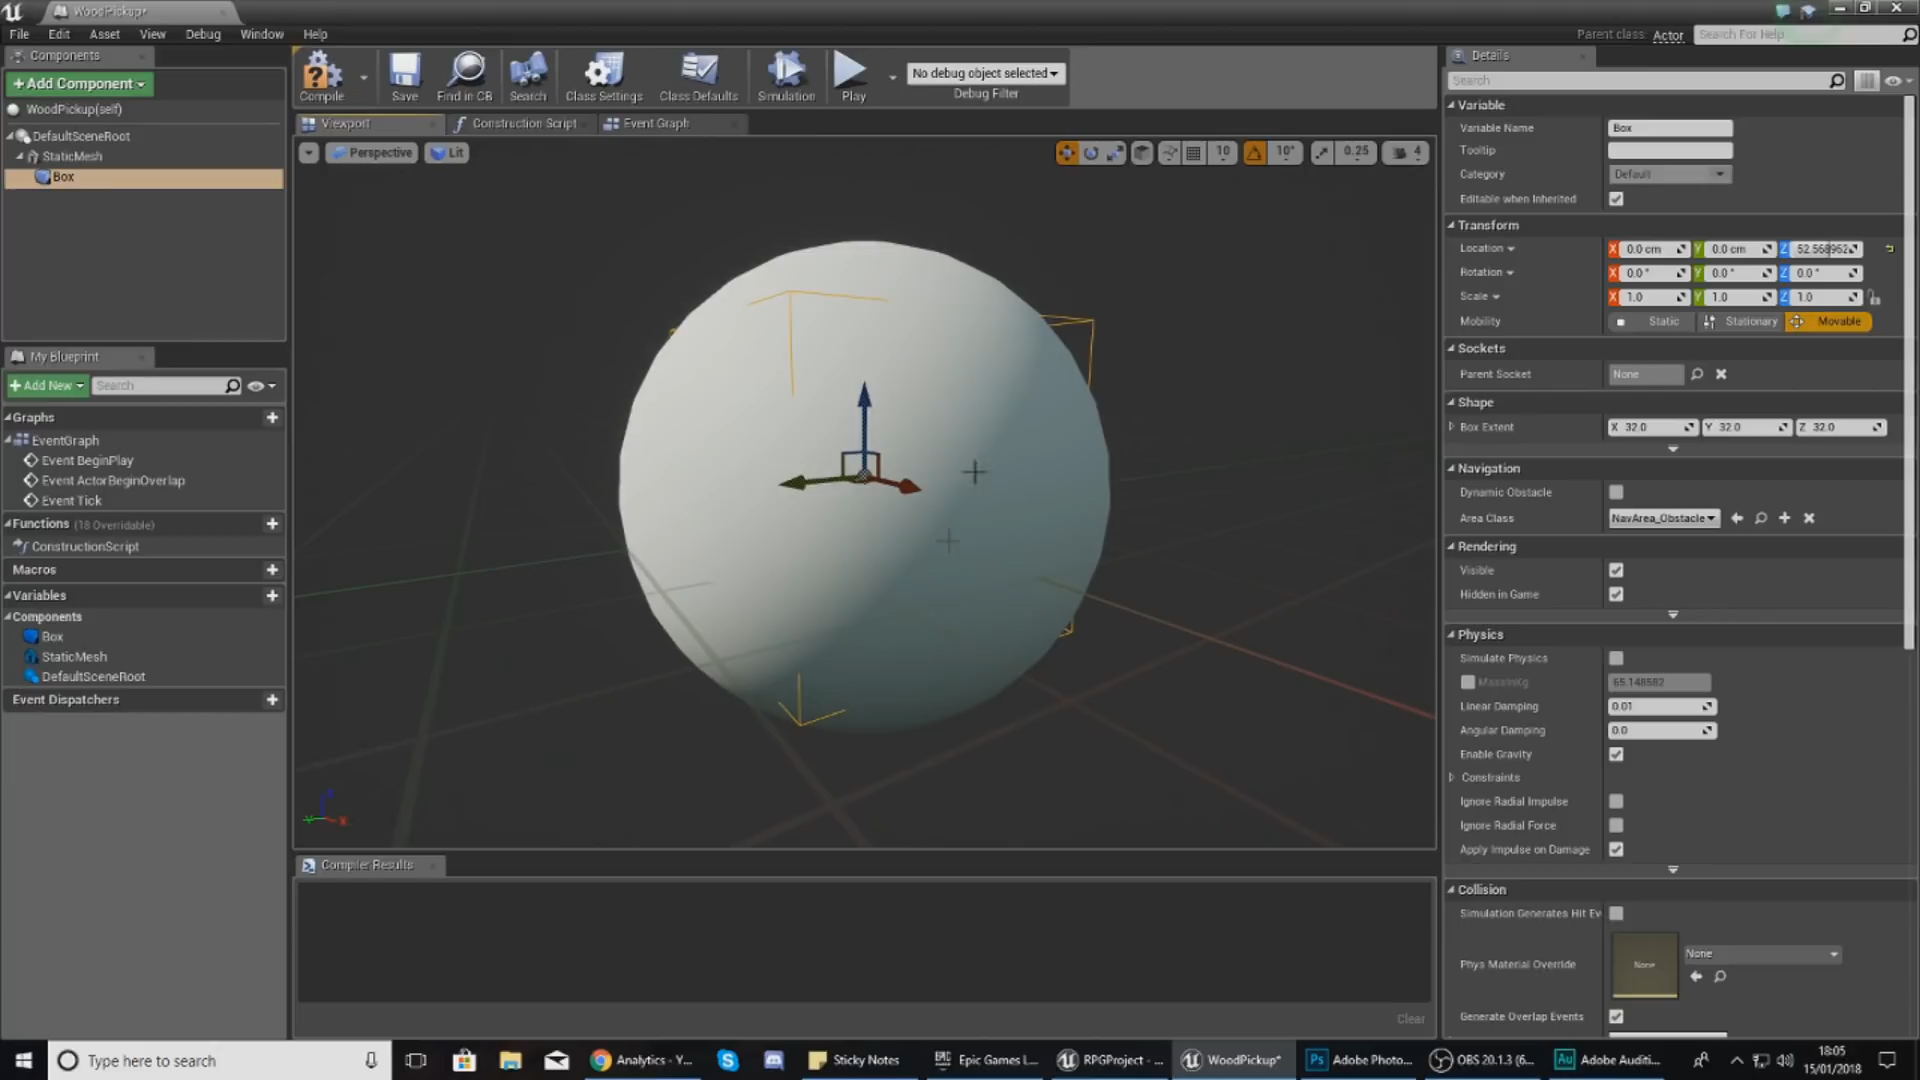 WoodPickup*
File Edit Asset View Debug Window Help
Parent class: Actor
Search For Help
Components
+Add Component
WoodPickup(self)
DefaultSceneRoot
StaticMesh
Box
Compile
Save
Find in CB
Search
Class Settings
Class Defaults
Simulation
Play
No debug object selected
Debug Filter
Viewport
Construction Script
Event Graph
Perspective
Lit
10
10°
0.25
4
My Blueprint
+Add New
Search
Graphs
EventGraph
Event BeginPlay
Event ActorBeginOverlap
Event Tick
Functions (18 Overridable)
ConstructionScript
Macros
Variables
Components
Box
StaticMesh
DefaultSceneRoot
Event Dispatchers
Compiler Results
Clear
Details
Search
Variable
Variable Name Box
Tooltip
Category Default
Editable when Inherited
Transform
Location X 0.0 cm Y 0.0 cm Z 52.568962
Rotation X 0.0° Y 0.0° Z 0.0°
Scale X 1.0 Y 1.0 Z 1.0
Mobility Static Stationary Movable
Sockets
Parent Socket None
Shape
Box Extent X 32.0 Y 32.0 Z 32.0
Navigation
Dynamic Obstacle
Area Class NavArea_Obstacle
Rendering
Visible
Hidden in Game
Physics
Simulate Physics
MassInKg 65.148582
Linear Damping 0.01
Angular Damping 0.0
Enable Gravity
Constraints
Ignore Radial Impulse
Ignore Radial Force
Apply Impulse on Damage
Collision
Simulation Generates Hit Ev
Phys Material Override None None
Generate Overlap Events
Type here to search
Analytics - Y...
Sticky Notes
Epic Games L...
RPGProject - ...
WoodPickup*
Adobe Photo...
OBS 20.1.3 (6...
Adobe Auditi...
18:05
15/01/2018